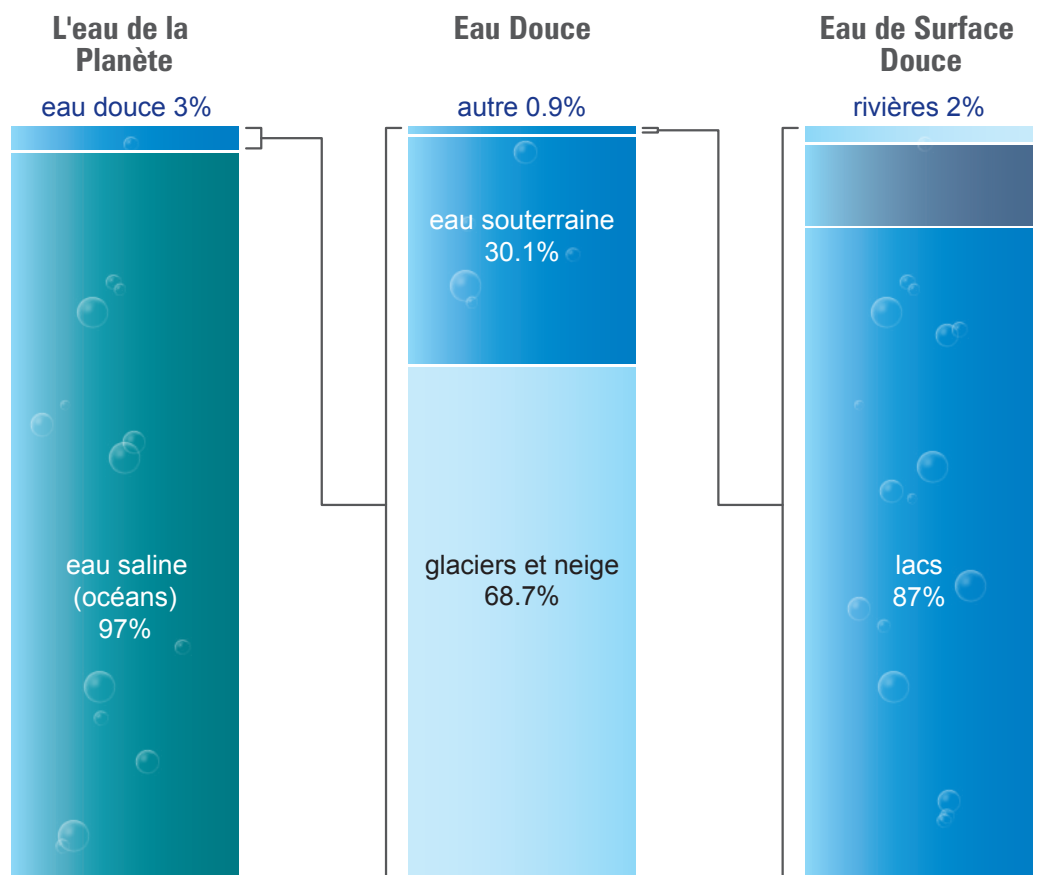 L'eau de la
Planète
eau douce 3%
eau saline
(océans)
97%
Eau Douce
autre 0.9%
eau souterraine
30.1%
glaciers et neige
68.7%
Eau de Surface
Douce
rivières 2%
lacs
87%